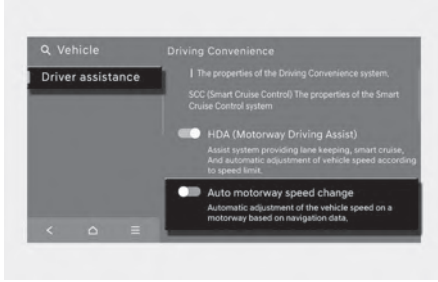 Vehicle
Driving Convenience
Driver assistance
The properties of the Driving Convenience system.
SCC (Smart Cruise Control) The properties of the Smart
Cruise Control system
HDA (Motorway Driving Assist)
Assist system providing lane keeping, smart cruise,
And automatic adjustment of vehicle speed according
to speed limit.
Auto motorway speed change
Automatic adjustment of the vehicle speed on a
motorway based on navigation data,